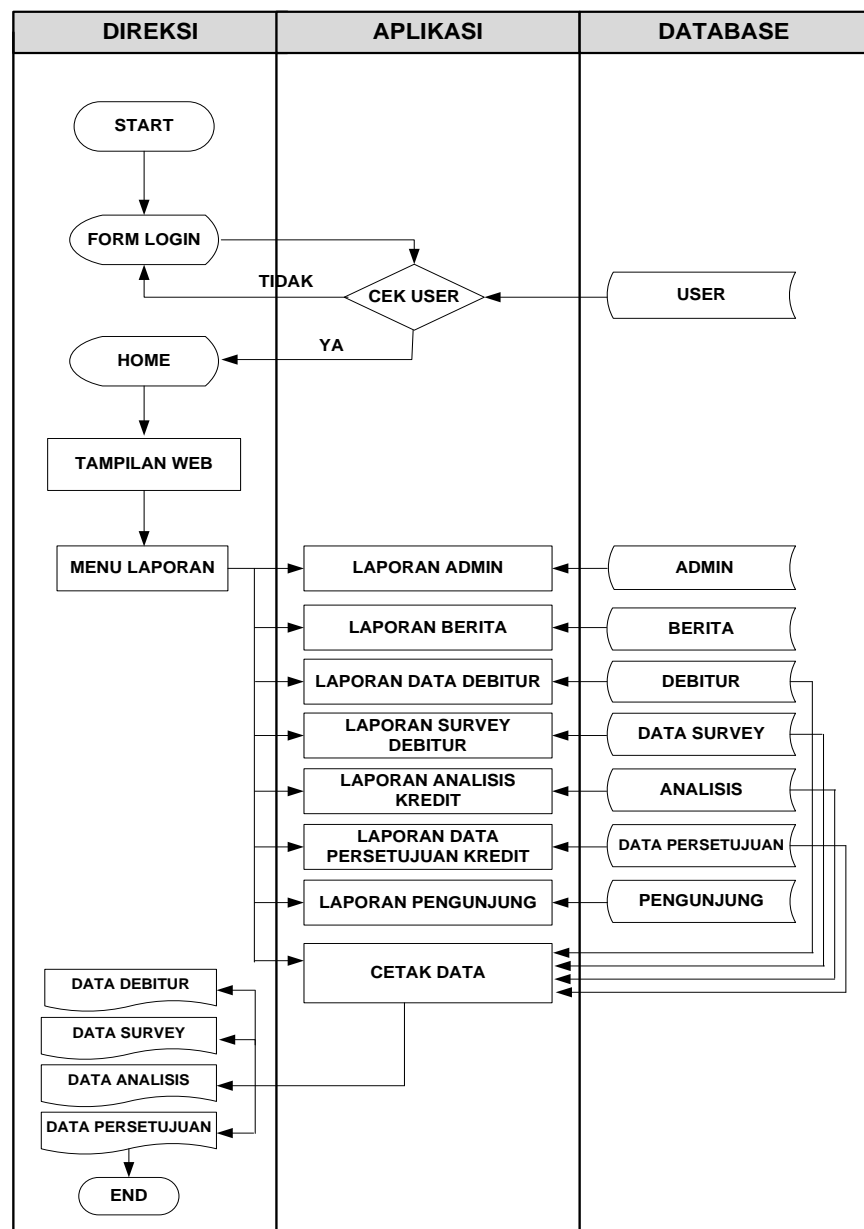 DIREKSI
APLIKASI
DATABASE
START
FORM LOGIN
TIDAK
CEK USER
USER
HOME
YA
TAMPILAN WEB
MENU LAPORAN
LAPORAN ADMIN
ADMIN
LAPORAN BERITA
BERITA
LAPORAN DATA DEBITUR
DEBITUR
LAPORAN SURVEY
DEBITUR
DATA SURVEY
LAPORAN ANALISIS
KREDIT
ANALISIS
LAPORAN DATA
PERSETUJUAN KREDIT
DATA PERSETUJUAN
LAPORAN PENGUNJUNG
PENGUNJUNG
CETAK DATA
DATA DEBITUR
DATA SURVEY
DATA ANALISIS
DATA PERSETUJUAN
END